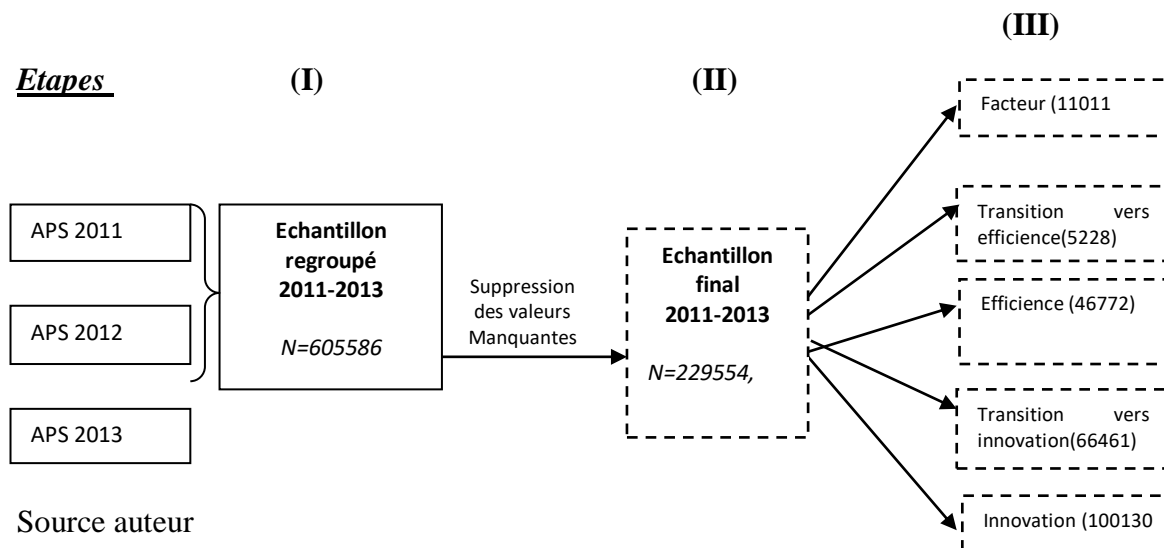 (III)
Etapes
(I)
(II)
APS 2011
APS 2012
APS 2013
Echantillon
regroupé
2011-2013
N=605586
Suppression
des valeurs
Manquantes
Echantillon
final
2011-2013
N=229554,
Facteur (11011
Transition vers
efficience(5228)
Efficience (46772)
Transition vers
innovation(66461)
Innovation (100130
Source auteur